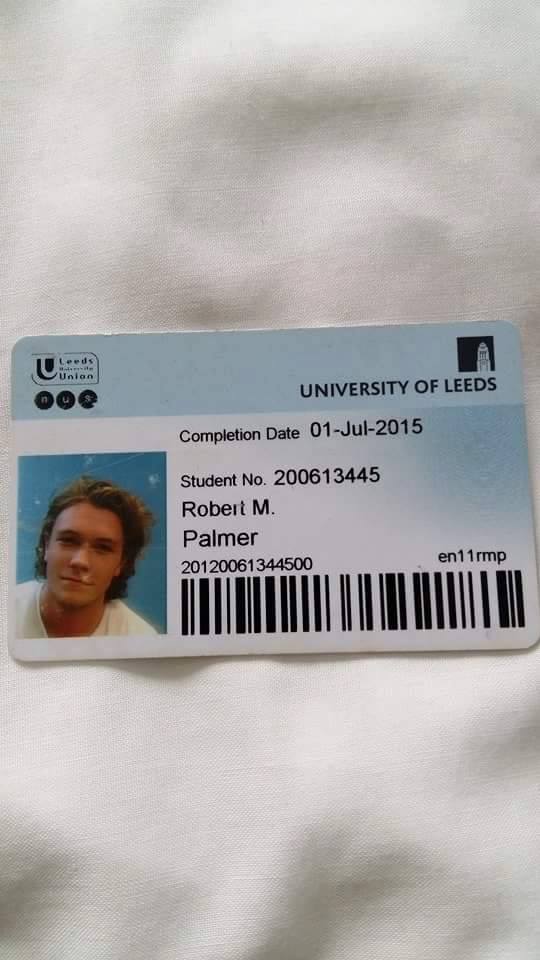 Leeds
University
Union
nus
UNIVERSITY OF LEEDS
Completion Date 01-Jul-2015
Student No. 200613445
Robert M.
Palmer
20120061344500
en11rmp